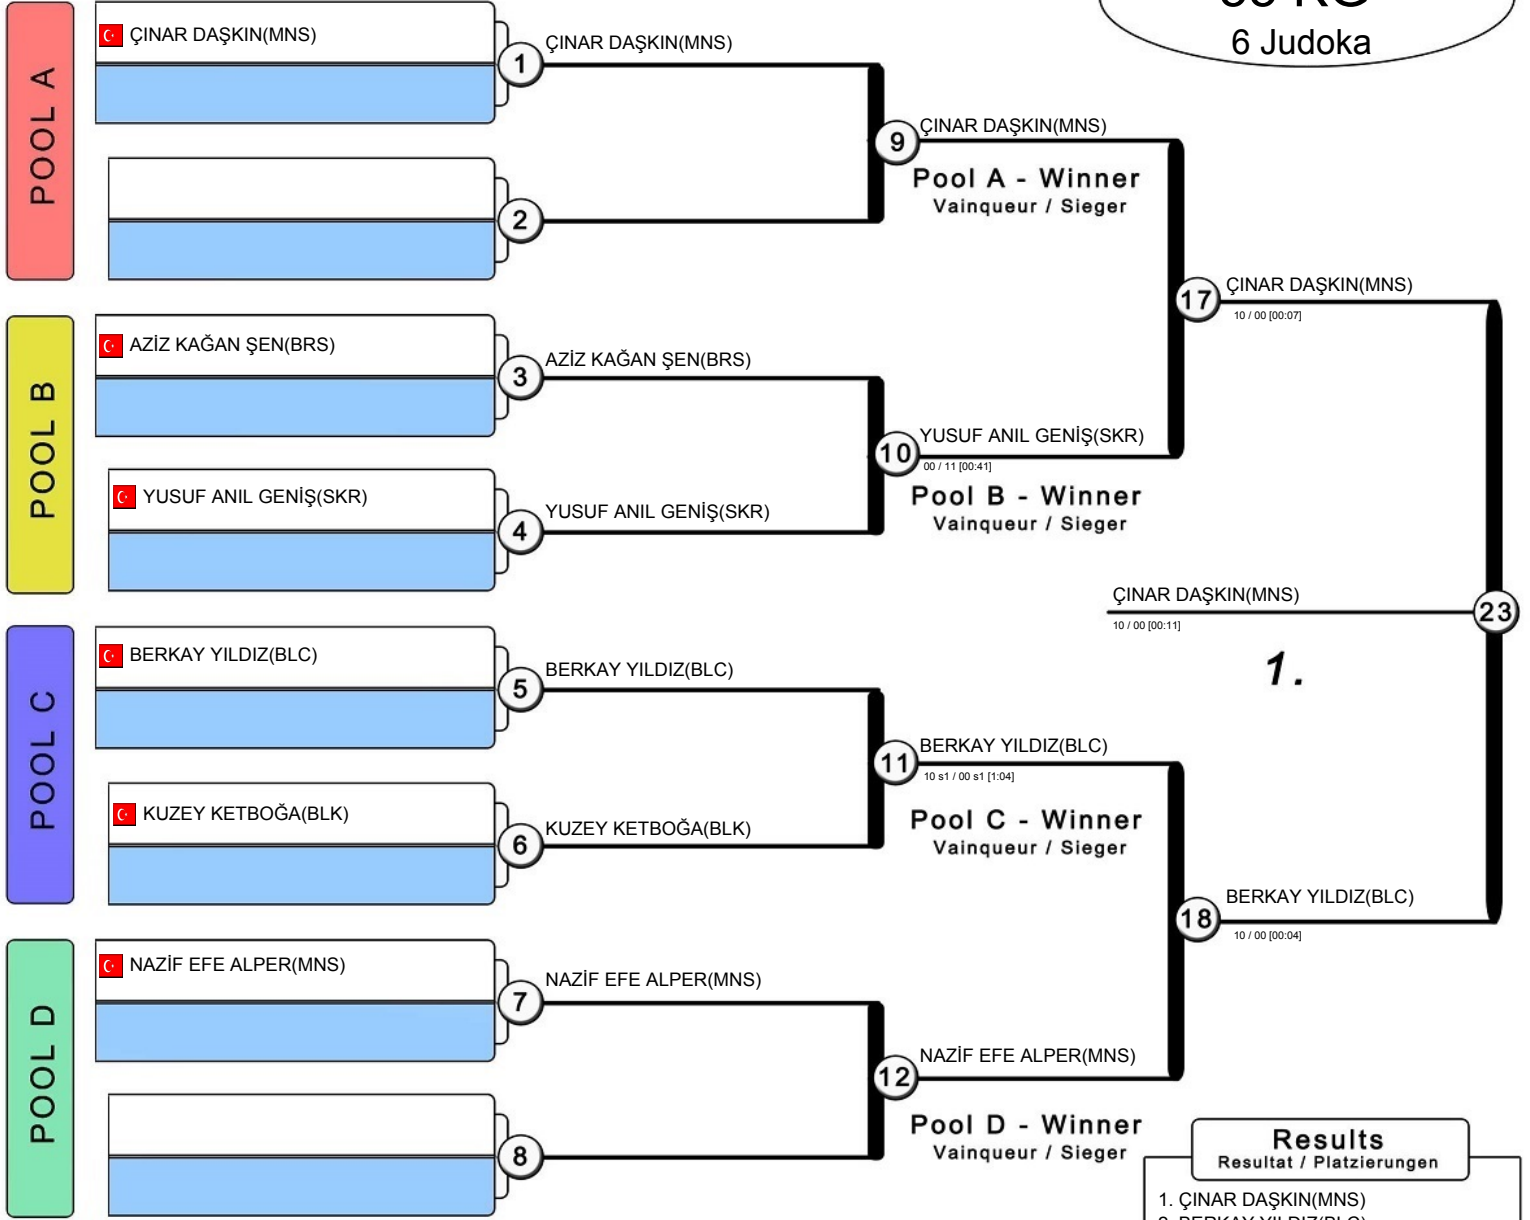 KG
6 Judoka
POOL A
ÇINAR DAŞKIN(MNS)
1
ÇINAR DAŞKIN(MNS)
2
9
ÇINAR DAŞKIN(MNS)
Pool A - Winner
Vainqueur / Sieger
17
ÇINAR DAŞKIN(MNS)
10 / 00 [00:07]
POOL B
AZİZ KAĞAN ŞEN(BRS)
3
AZİZ KAĞAN ŞEN(BRS)
YUSUF ANIL GENİŞ(SKR)
4
YUSUF ANIL GENİŞ(SKR)
10
YUSUF ANIL GENİŞ(SKR)
00 / 11 [00:41]
Pool B - Winner
Vainqueur / Sieger
ÇINAR DAŞKIN(MNS)
10 / 00 [00:11]
23
1.
POOL C
BERKAY YILDIZ(BLC)
5
BERKAY YILDIZ(BLC)
KUZEY KETBOĞA(BLK)
6
KUZEY KETBOĞA(BLK)
11
BERKAY YILDIZ(BLC)
10 s1 / 00 s1 [1:04]
Pool C - Winner
Vainqueur / Sieger
18
BERKAY YILDIZ(BLC)
10 / 00 [00:04]
POOL D
NAZİF EFE ALPER(MNS)
7
NAZİF EFE ALPER(MNS)
8
12
NAZİF EFE ALPER(MNS)
Pool D - Winner
Vainqueur / Sieger
Results
Resultat / Platzierungen
1. ÇINAR DAŞKIN(MNS)
2. BERKAY YILDIZ(BLC)